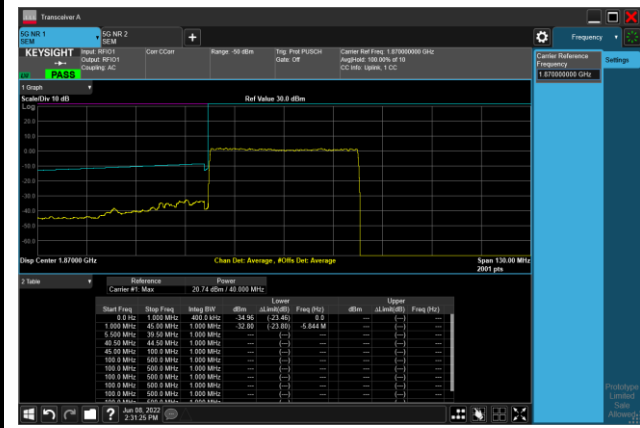 Transceiver A
5G NR 1
SEM
5G NR 2
SEM
Frequency
KEYSIGHT
PASS
Input: RFIO1
Output: RFIO1
Coupling: AC
Corr CCorr
Range: -50 dBm
Trig: Prot PUSCH
Gate: Off
Carrier Ref Freq: 1.870000000 GHz
Avg|Hold: 100.00% of 10
CC Info: Uplink, 1 CC
Carrier Reference
Frequency
1.870000000 GHz
Settings
1 Graph
Scale/Div 10 dB
Ref Value 30.0 dBm
Log
20.0
10.0
0.00
-10.0
-20.0
-30.0
-40.0
-50.0
-60.0
Disp Center 1.87000 GHz
Chan Det: Average , #Offs Det: Average
Span 130.00 MHz
2001 pts
2 Table
Reference Power
Carrier #1: Max 20.74 dBm / 40.000 MHz
Lower Upper
Start Freq Stop Freq Integ BW dBm ΔLimit(dB) Freq (Hz) dBm ΔLimit(dB) Freq (Hz)
0.0 Hz 1.000 MHz 400.0 kHz -34.96 (-23.46) 0.0 --- (---) ---
1.000 MHz 45.00 MHz 1.000 MHz -32.80 (-23.80) -5.844 M --- (---) ---
5.500 MHz 39.50 MHz 1.000 MHz --- (---) --- --- (---) ---
40.50 MHz 44.50 MHz 1.000 MHz --- (---) --- --- (---) ---
45.00 MHz 100.0 MHz 1.000 MHz --- (---) --- --- (---) ---
100.0 MHz 500.0 MHz 1.000 MHz --- (---) --- --- (---) ---
100.0 MHz 500.0 MHz 1.000 MHz --- (---) --- --- (---) ---
100.0 MHz 500.0 MHz 1.000 MHz --- (---) --- --- (---) ---
100.0 MHz 500.0 MHz 1.000 MHz --- (---) --- --- (---) ---
Jun 08, 2022
2:31:25 PM
Prototype
Limited
Sale
Allowed